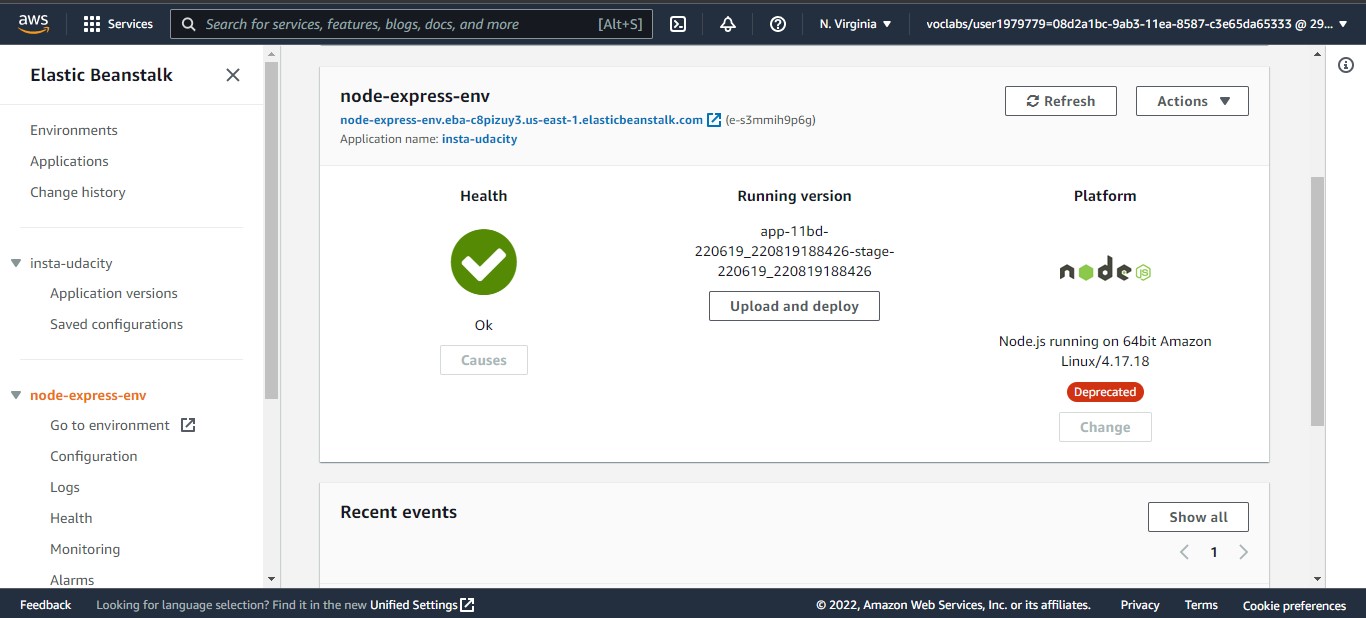 aws
Services
Search for services, features, blogs, docs, and more
[Alt+S]
N. Virginia
voclabs/user1979779=08d2a1bc-9ab3-11ea-8587-c3e65da65333 @ 29...
Elastic Beanstalk
Environments
Applications
Change history
insta-udacity
Application versions
Saved configurations
node-express-env
Go to environment
Configuration
Logs
Health
Monitoring
Alarms
node-express-env
node-express-env.eba-c8pizuy3.us-east-1.elasticbeanstalk.com (e-s3mmih9p6g)
Application name: insta-udacity
Refresh
Actions
Health
Ok
Causes
Running version
app-11bd-
220619_220819188426-stage-
220619_220819188426
Upload and deploy
Platform
node JS
Node.js running on 64bit Amazon
Linux/4.17.18
Deprecated
Change
Recent events
Show all
1
Feedback
Looking for language selection? Find it in the new Unified Settings
© 2022, Amazon Web Services, Inc. or its affiliates.
Privacy
Terms
Cookie preferences